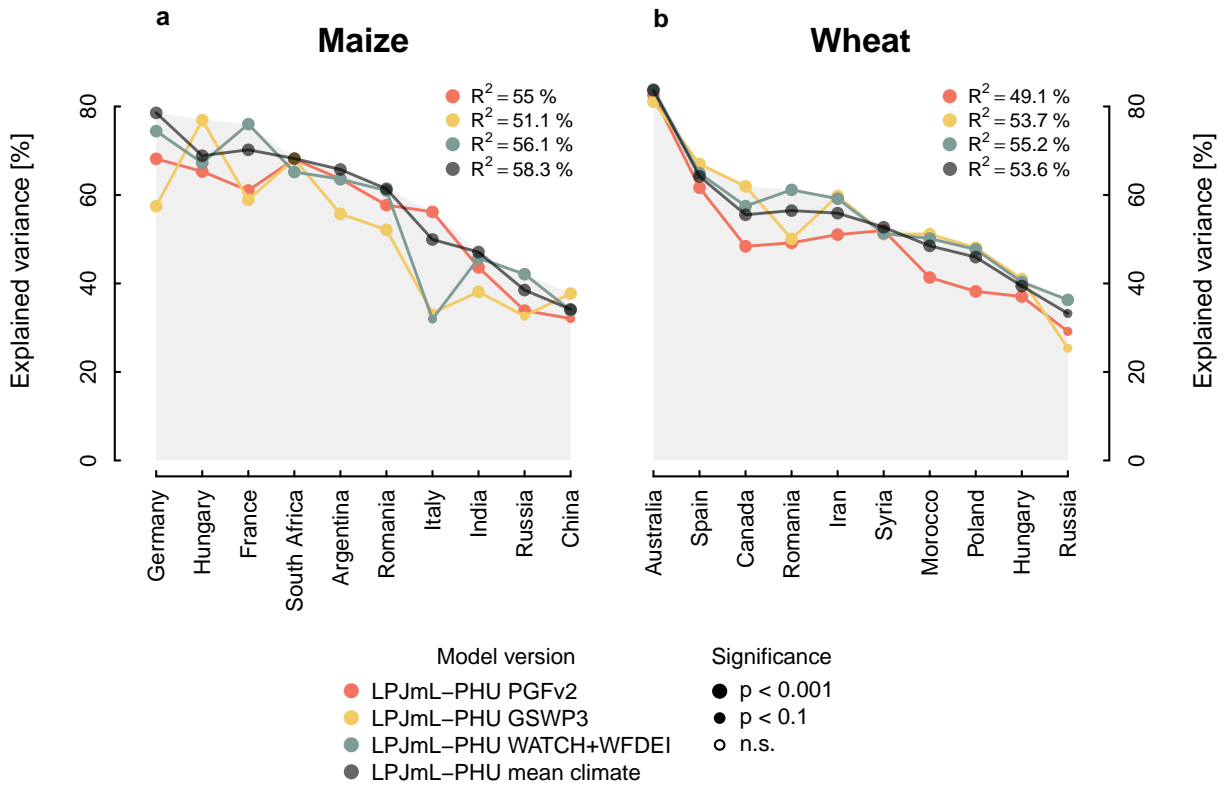 a
Maize
R² = 55 %
R² = 51.1 %
R² = 56.1 %
R² = 58.3 %
Explained variance [%]
80
60
40
20
0
Germany
Hungary
France
South Africa
Argentina
Romania
Italy
India
Russia
China
b
Wheat
R² = 49.1 %
R² = 53.7 %
R² = 55.2 %
R² = 53.6 %
80
60
40
20
0
Explained variance [%]
Australia
Spain
Canada
Romania
Iran
Syria
Morocco
Poland
Hungary
Russia
Model version
LPJmL−PHU PGFv2
LPJmL−PHU GSWP3
LPJmL−PHU WATCH+WFDEI
LPJmL−PHU mean climate
Significance
p < 0.001
p < 0.1
n.s.